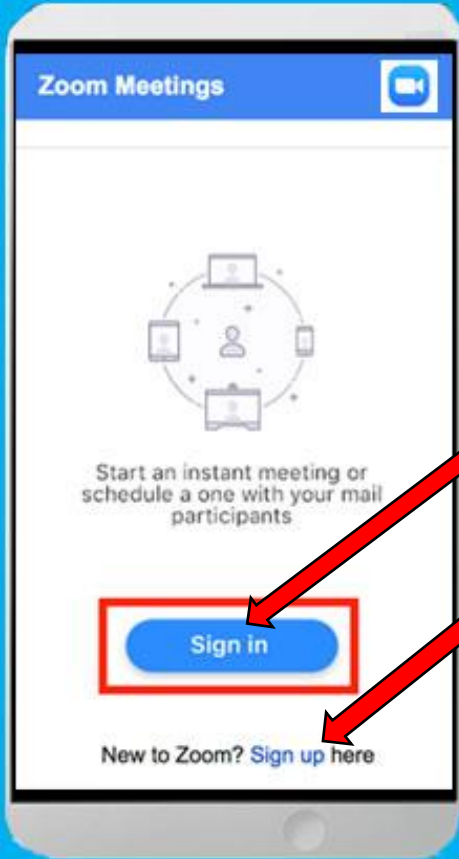 Zoom Meetings
Start an instant meeting or
schedule a one with your mail
participants
Sign in
New to Zoom? Sign up here